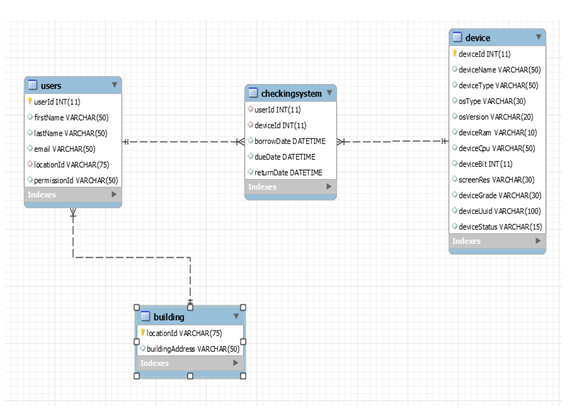 users
userId INT(11)
firstName VARCHAR(50)
lastName VARCHAR(50)
email VARCHAR(50)
locationId VARCHAR(75)
permissionId VARCHAR(50)
Indexes
checkingsystem
userId INT(11)
deviceId INT(11)
borrowDate DATETIME
dueDate DATETIME
returnDate DATETIME
Indexes
device
deviceId INT(11)
deviceName VARCHAR(50)
deviceType VARCHAR(50)
osType VARCHAR(30)
osVersion VARCHAR(20)
deviceRam VARCHAR(10)
deviceCpu VARCHAR(50)
deviceBit INT(11)
screenRes VARCHAR(30)
deviceGrade VARCHAR(30)
deviceUuid VARCHAR(100)
deviceStatus VARCHAR(15)
Indexes
building
locationId VARCHAR(75)
buildingAddress VARCHAR(50)
Indexes